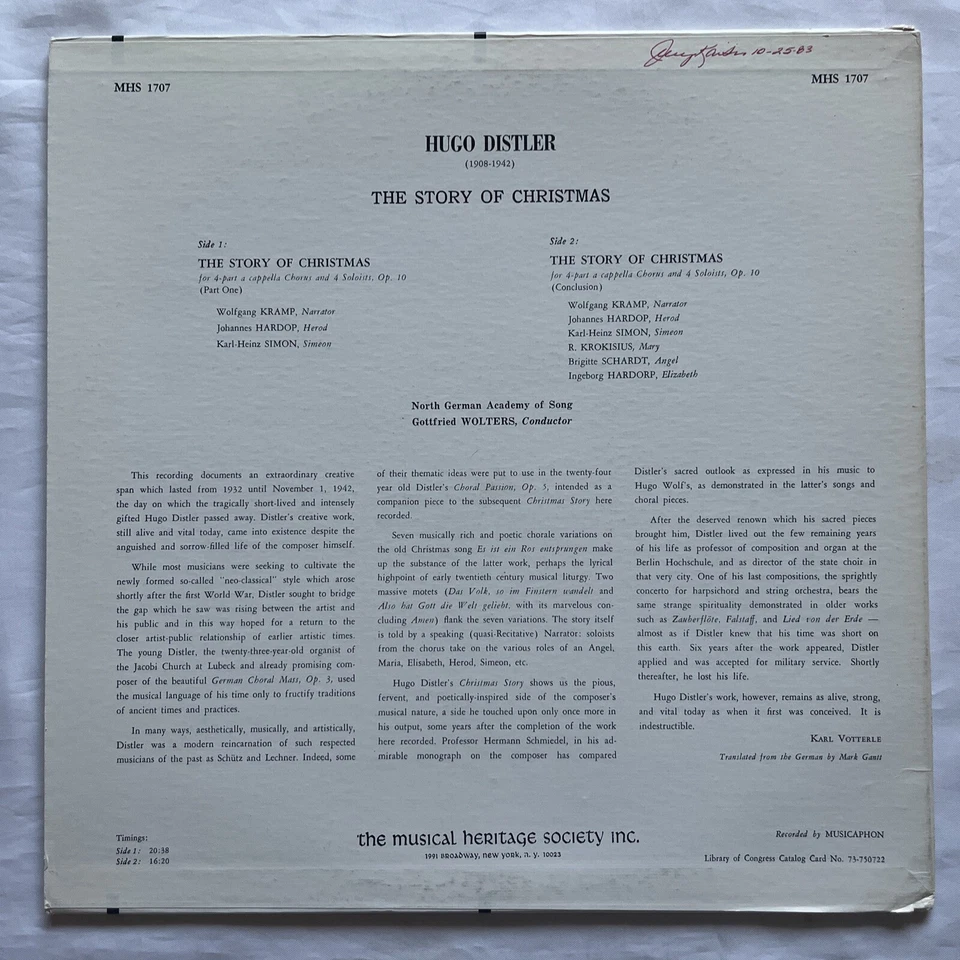 10-25-83
MHS 1707
MHS 1707
HUGO DISTLER
(1908-1942)
THE STORY OF CHRISTMAS
Side 1:
THE STORY OF CHRISTMAS
for 4-part a cappella Chorus and 4 Soloists, Op. 10
(Part One)
Wolfgang KRAMP, Narrator
Johannes HARDOP, Herod
Karl-Heinz SIMON, Simeon
Side 2:
THE STORY OF CHRISTMAS
for 4-part a cappella Chorus and 4 Soloists, Op. 10
(Conclusion)
Wolfgang KRAMP, Narrator
Johannes HARDOP, Herod
Karl-Heinz SIMON, Simeon
R. KROKISIUS, Mary
Brigitte SCHARDT, Angel
Ingeborg HARDORP, Elizabeth
North German Academy of Song
Gottfried WOLTERS, Conductor
This recording documents an extraordinary creative
span which lasted from 1932 until November 1, 1942,
the day on which the tragically short-lived and intensely
gifted Hugo Distler passed away. Distler's creative work,
still alive and vital today, came into existence despite the
anguished and sorrow-filled life of the composer himself.
While most musicians were seeking to cultivate the
newly formed so-called "neo-classical" style which arose
shortly after the first World War, Distler sought to bridge
the gap which he saw was rising between the artist and
his public and in this way hoped for a return to the
closer artist-public relationship of earlier artistic times.
The young Distler, the twenty-three-year-old organist of
the Jacobi Church at Lubeck and already promising com-
poser of the beautiful German Choral Mass, Op. 3, used
the musical language of his time only to fructify traditions
of ancient times and practices.
In many ways, aesthetically, musically, and artistically,
Distler was a modern reincarnation of such respected
musicians of the past as Schütz and Lechner. Indeed, some
of their thematic ideas were put to use in the twenty-four
year old Distler's Choral Passion, Op. 5, intended as a
companion piece to the subsequent Christmas Story here
recorded.
Seven musically rich and poetic chorale variations on
the old Christmas song Es ist ein Ros entsprungen make
up the substance of the latter work, perhaps the lyrical
highpoint of early twentieth century musical liturgy. Two
massive motets (Das Volk, so im Finstern wandelt and
Also hat Gott die Welt geliebt, with its marvelous con-
cluding Amen) flank the seven variations. The story itself
is told by a speaking (quasi-Recitative) Narrator: soloists
from the chorus take on the various roles of an Angel,
Maria, Elisabeth, Herod, Simeon, etc.
Hugo Distler's Christmas Story shows us the pious,
fervent, and poetically-inspired side of the composer's
musical nature, a side he touched upon only once more in
his output, some years after the completion of the work
here recorded. Professor Hermann Schmiedel, in his ad-
mirable monograph on the composer has compared
Distler's sacred outlook as expressed in his music to
Hugo Wolf's, as demonstrated in the latter's songs and
choral pieces.
After the deserved renown which his sacred pieces
brought him, Distler lived out the few remaining years
of his life as professor of composition and organ at the
Berlin Hochschule, and as director of the state choir in
that very city. One of his last compositions, the sprightly
concerto for harpsichord and string orchestra, bears the
same strange spirituality demonstrated in older works
such as Zauberflöte, Falstaff, and Lied von der Erde —
almost as if Distler knew that his time was short on
this earth. Six years after the work appeared, Distler
applied and was accepted for military service. Shortly
thereafter, he lost his life.
Hugo Distler's work, however, remains as alive, strong,
and vital today as when it first was conceived. It is
indestructible.
KARL VOTTERLE
Translated from the German by Mark Gantt
Timings:
Side 1: 20:38
Side 2: 16:20
the musical heritage society inc.
1991 BROADWAY, new york, n. y. 10023
Recorded by MUSICAPHON
Library of Congress Catalog Card No. 73-750722